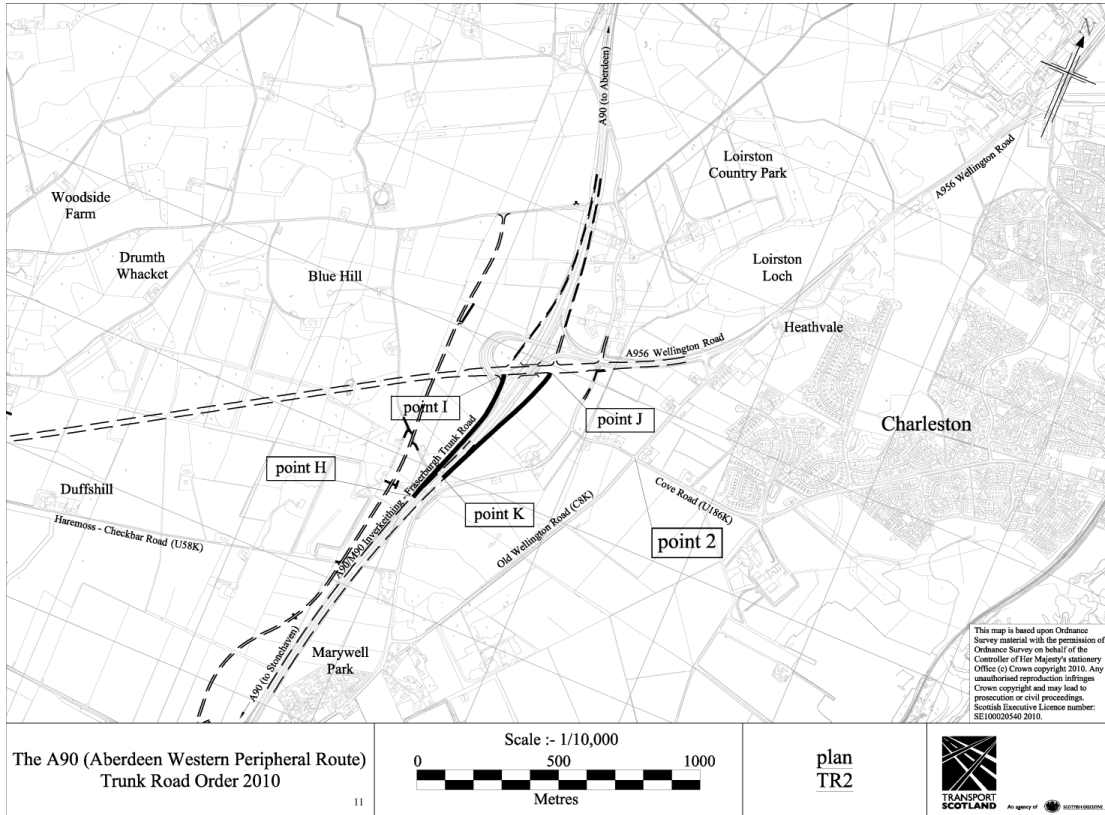 N
A90 (to Aberdeen)
Loirston
Country Park
A956 Wellington Road
Woodside
Farm
Drumth
Whacket
Blue Hill
Loirston
Loch
Heathvale
A956 Wellington Road
point I
point J
Charleston
point H
A90/M90 Inverkeithing - Fraserburgh Trunk Road
Duffshill
point K
Cove Road (U186K)
Haremoss - Checkbar Road (U58K)
Old Wellington Road (C8K)
point 2
A90 (to Stonehaven)
Marywell
Park
This map is based upon Ordnance
Survey material with the permission of
Ordnance Survey on behalf of the
Controller of Her Majesty's stationery
Office (c) Crown copyright 2010. Any
unauthorised reproduction infringes
Crown copyright and may lead to
prosecution or civil proceedings.
Scottish Executive Licence number:
SE100020540 2010.
The A90 (Aberdeen Western Peripheral Route)
Trunk Road Order 2010
11
Scale :- 1/10,000
0 500 1000
Metres
plan
TR2
TRANSPORT
SCOTLAND
An agency of
SCOTTISH EXECUTIVE